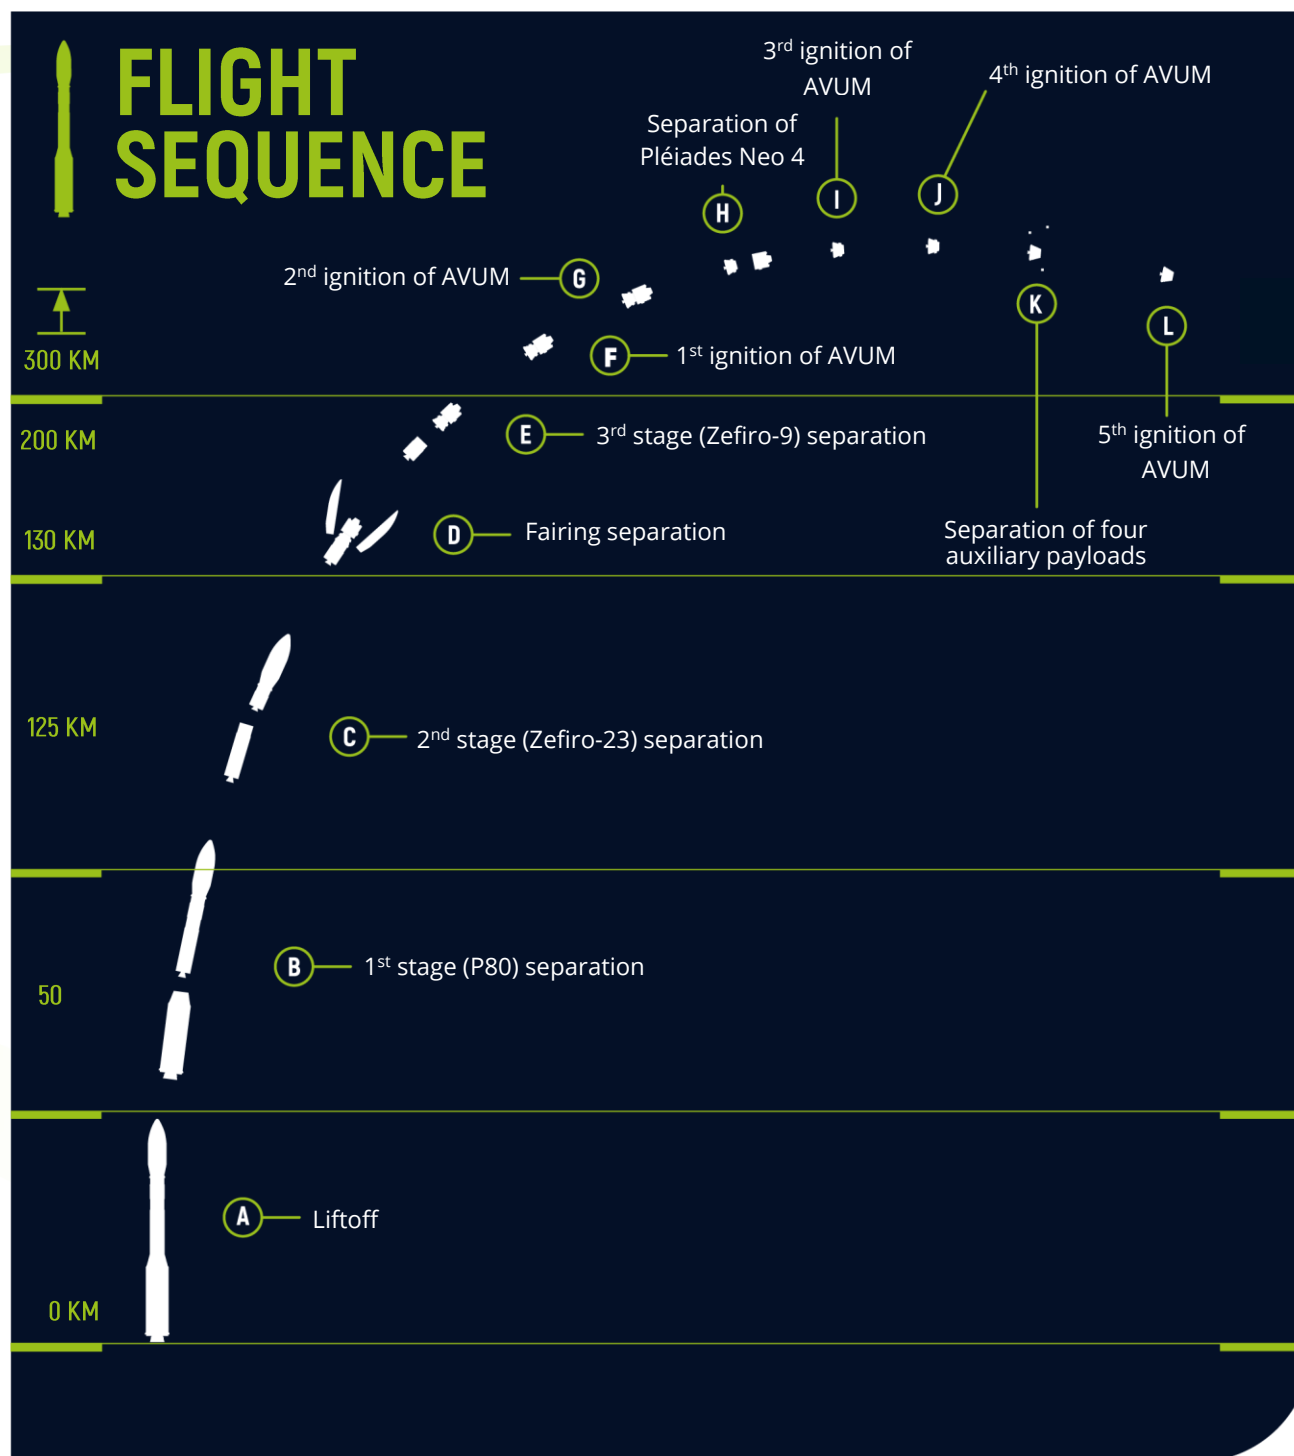 FLIGHT
SEQUENCE
3rd ignition of
AVUM
4th ignition of AVUM
Separation of
Pléiades Neo 4
H
I
J
2nd ignition of AVUM
G
K
L
300 KM
F
1st ignition of AVUM
200 KM
E
3rd stage (Zefiro-9) separation
5th ignition of
AVUM
130 KM
D
Fairing separation
Separation of four
auxiliary payloads
125 KM
C
2nd stage (Zefiro-23) separation
50
B
1st stage (P80) separation
A
Liftoff
0 KM